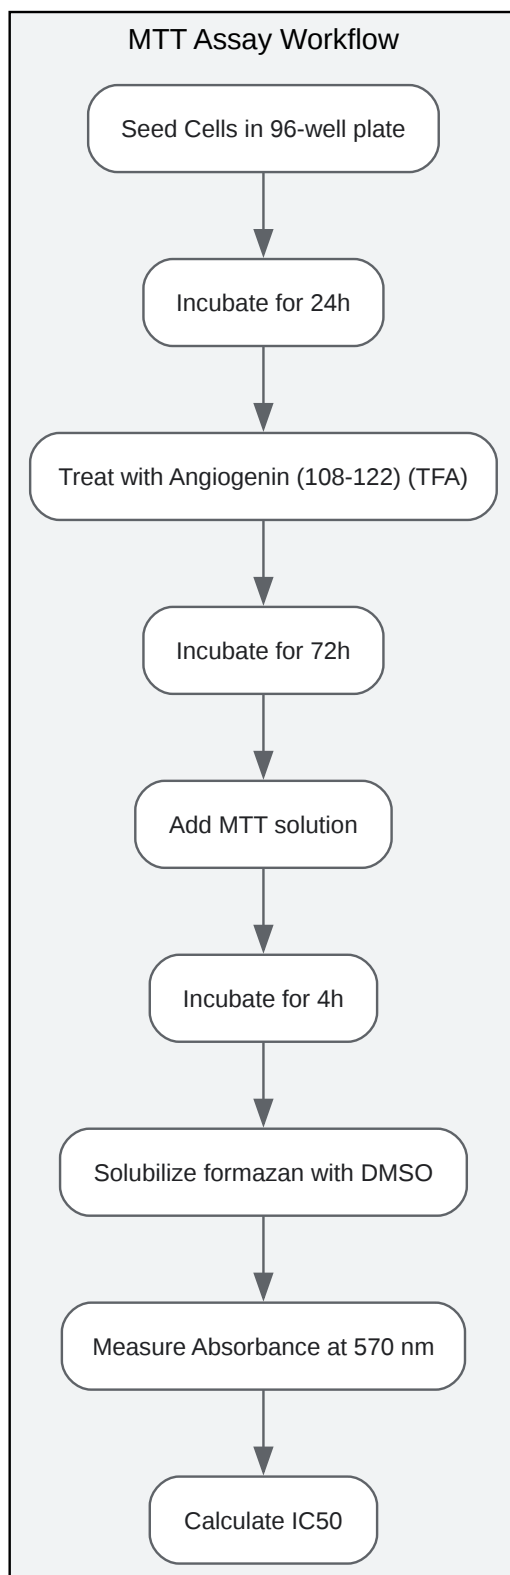 MTT Assay Workflow
Seed Cells in 96-well plate
Incubate for 24h
Treat with Angiogenin (108-122) (TFA)
Incubate for 72h
Add MTT solution
Incubate for 4h
Solubilize formazan with DMSO
Measure Absorbance at 570 nm
Calculate IC50